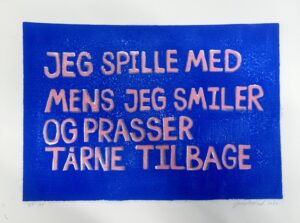 JEG SPILLE MED
MENS JEG SMILER
OG PRASSER
TÅRNE TILBAGE